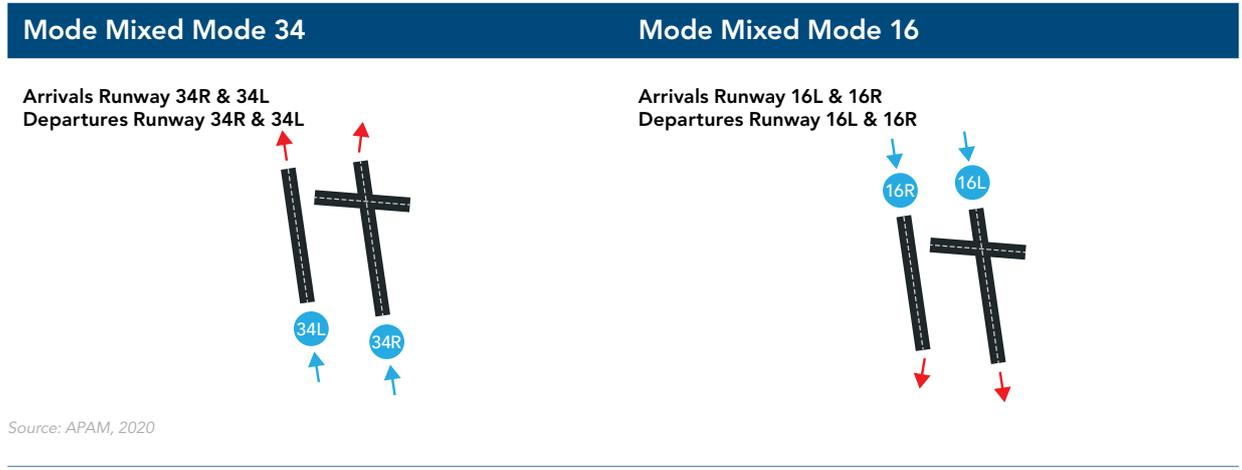 Mode Mixed Mode 34
Mode Mixed Mode 16
Arrivals Runway 34R & 34L
Departures Runway 34R & 34L
Arrivals Runway 16L & 16R
Departures Runway 16L & 16R
16R
16L
34L
34R
Source: APAM, 2020